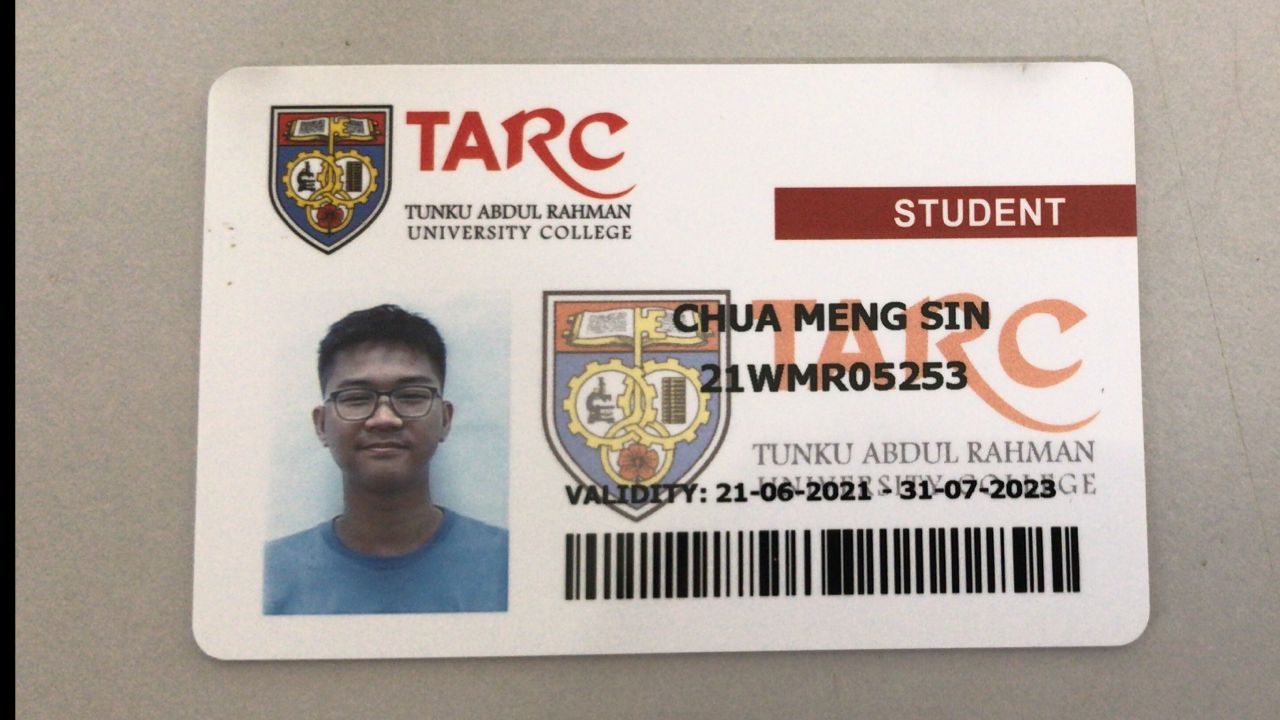 TARC
TUNKU ABDUL RAHMAN
UNIVERSITY COLLEGE
STUDENT
TARC
CHUA MENG SIN
21WMR05253
TUNKU ABDUL RAHMAN
UNIVERSITY COLLEGE
VALIDITY: 21-06-2021 - 31-07-2023